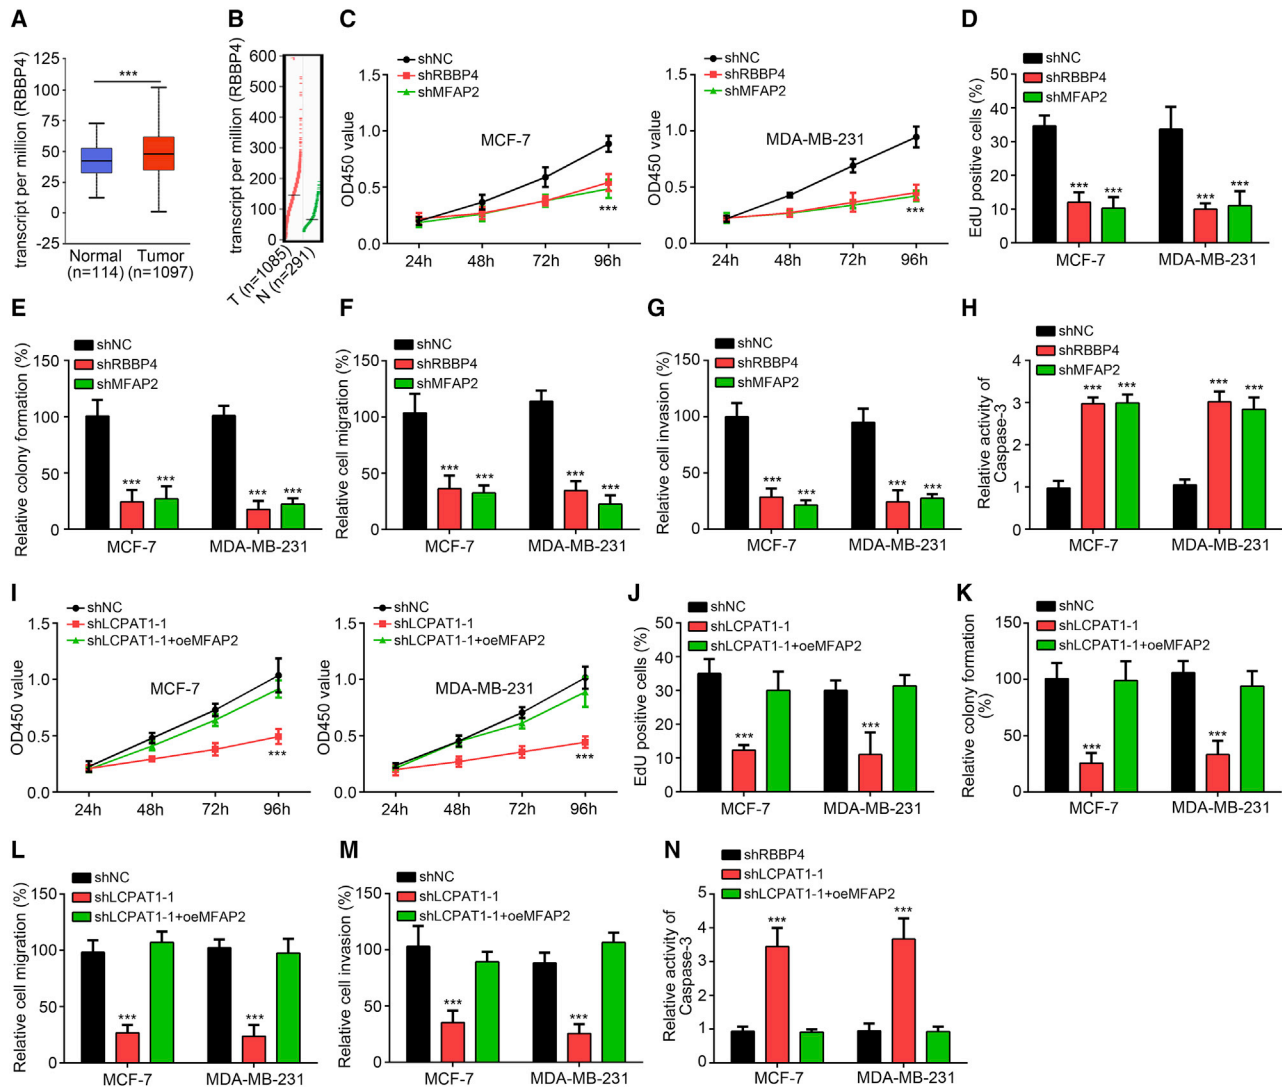 A
transcript per million (RBBP4)
125
100
75
50
25
0
-25
***
Normal
(n=114)
Tumor
(n=1097)
B
transcript per million (RBBP4)
600
500
400
300
200
100
0
T (n=1085)
N (n=291)
C
shNC
shRBBP4
shMFAP2
OD450 value
1.5
1.0
0.5
0.0
MCF-7
***
24h 48h 72h 96h
shNC
shRBBP4
shMFAP2
OD450 value
1.5
1.0
0.5
0.0
MDA-MB-231
***
24h 48h 72h 96h
D
shNC
shRBBP4
shMFAP2
EdU positive cells (%)
50
40
30
20
10
0
*** *** *** ***
MCF-7 MDA-MB-231
E
shNC
shRBBP4
shMFAP2
Relative colony formation (%)
150
100
50
0
*** *** *** ***
MCF-7 MDA-MB-231
F
shNC
shRBBP4
shMFAP2
Relative cell migration (%)
150
100
50
0
*** *** *** ***
MCF-7 MDA-MB-231
G
shNC
shRBBP4
shMFAP2
Relative cell invasion (%)
150
100
50
0
*** *** *** ***
MCF-7 MDA-MB-231
H
shNC
shRBBP4
shMFAP2
Relative activity of
Caspase-3
4
3
2
1
0
*** *** *** ***
MCF-7 MDA-MB-231
I
shNC
shLCPAT1-1
shLCPAT1-1+oeMFAP2
OD450 value
1.5
1.0
0.5
0.0
MCF-7
***
24h 48h 72h 96h
shNC
shLCPAT1-1
shLCPAT1-1+oeMFAP2
OD450 value
1.5
1.0
0.5
0.0
MDA-MB-231
***
24h 48h 72h 96h
J
shNC
shLCPAT1-1
shLCPAT1-1+oeMFAP2
EdU positive cells (%)
50
40
30
20
10
0
*** ***
MCF-7 MDA-MB-231
K
shNC
shLCPAT1-1
shLCPAT1-1+oeMFAP2
Relative colony formation
(%)
150
100
50
0
*** ***
MCF-7 MDA-MB-231
L
shNC
shLCPAT1-1
shLCPAT1-1+oeMFAP2
Relative cell migration (%)
150
100
50
0
*** ***
MCF-7 MDA-MB-231
M
shNC
shLCPAT1-1
shLCPAT1-1+oeMFAP2
Relative cell invasion (%)
150
100
50
0
*** ***
MCF-7 MDA-MB-231
N
shRBBP4
shLCPAT1-1
shLCPAT1-1+oeMFAP2
Relative activity of
Caspase-3
5
4
3
2
1
0
*** ***
MCF-7 MDA-MB-231